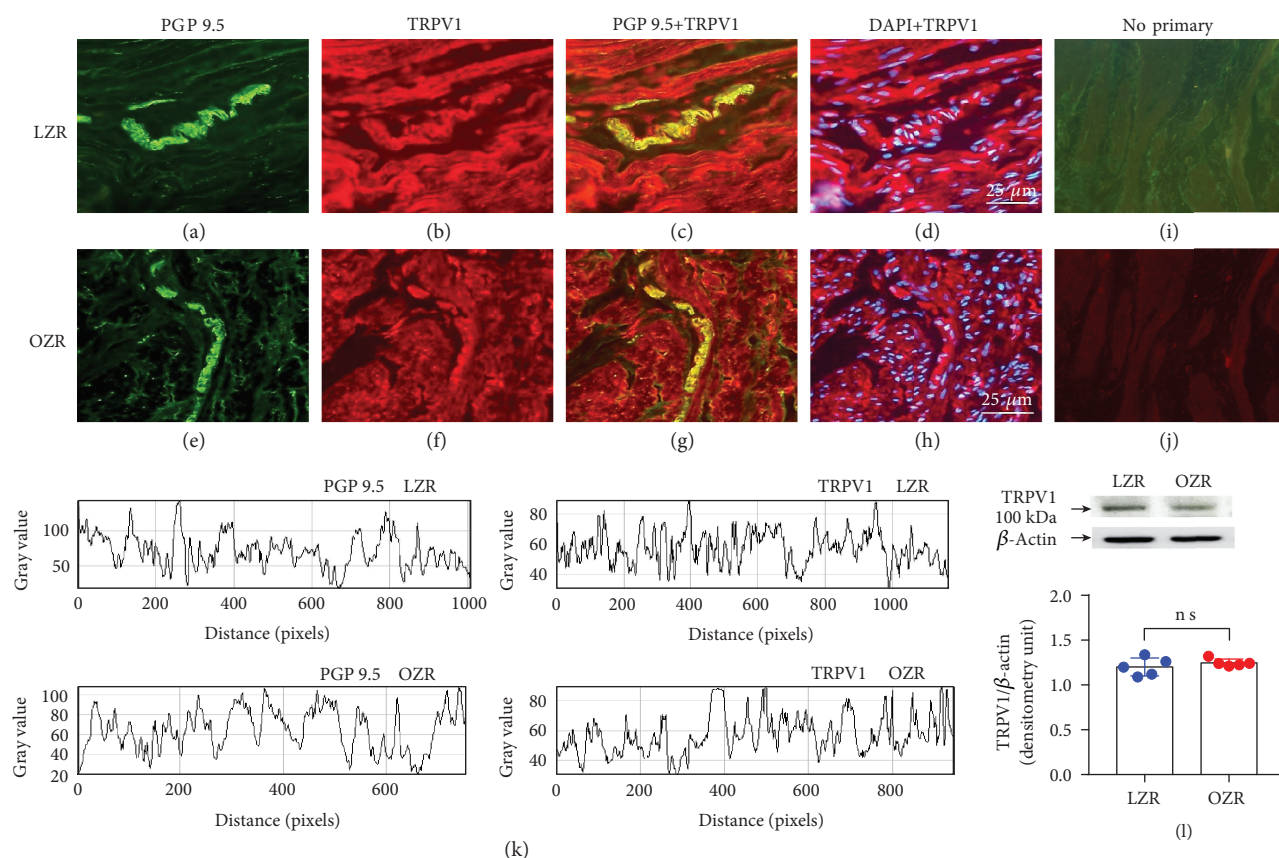 PGP 9.5 TRPV1 PGP 9.5+TRPV1 DAPI+TRPV1 No primary
LZR
25 μm
(a) (b) (c) (d) (i)
OZR
25 μm
(e) (f) (g) (h) (j)
PGP 9.5 LZR
Gray value
100
50
0 200 400 600 800 1000
Distance (pixels)
TRPV1 LZR
Gray value
80
60
40
0 200 400 600 800 1000
Distance (pixels)
PGP 9.5 OZR
Gray value
100
80
60
40
20
0 200 400 600
Distance (pixels)
TRPV1 OZR
Gray value
80
60
40
0 200 400 600 800
Distance (pixels)
(k)
LZR OZR
TRPV1
100 kDa
β-Actin
TRPV1/β-actin
(densitometry unit)
2.0
1.5
1.0
0.5
0.0
n s
LZR OZR
(l)